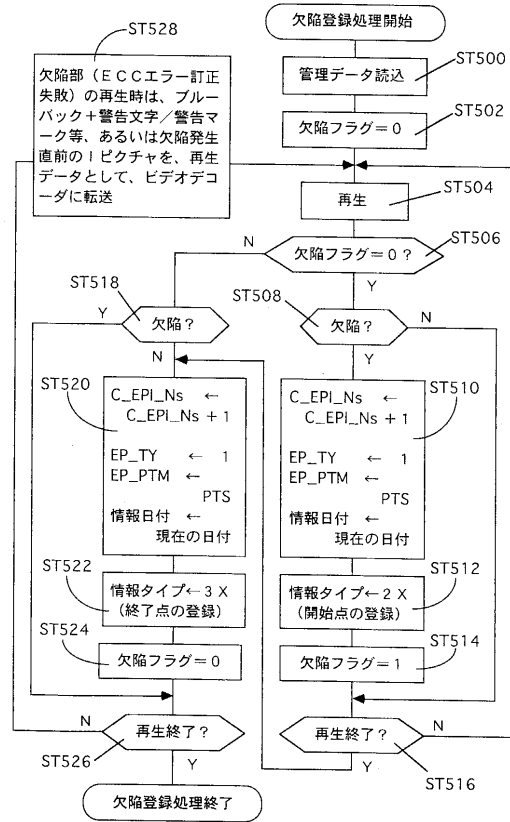 欠陥登録処理開始
ST528
欠陥部（ＥＣＣエラー訂正
失敗）の再生時は、ブルー
バック＋警告文字／警告マ
ーク等、あるいは欠陥発生
直前のＩピクチャを、再生
データとして、ビデオデコ
ーダに転送
管理データ読込
ST500
欠陥フラグ＝0
ST502
再生
ST504
欠陥フラグ＝0？
ST506
N
Y
ST518
欠陥？
Y
N
ST508
欠陥？
N
Y
ST520
C_EPI_Ns ←
C_EPI_Ns + 1
EP_TY ← 1
EP_PTM ←
PTS
情報日付 ←
現在の日付
ST510
C_EPI_Ns ←
C_EPI_Ns + 1
EP_TY ← 1
EP_PTM ←
PTS
情報日付 ←
現在の日付
ST522
情報タイプ←３Ｘ
（終了点の登録）
ST512
情報タイプ←２Ｘ
（開始点の登録）
ST524
欠陥フラグ＝0
ST514
欠陥フラグ＝1
N
再生終了？
ST526
Y
再生終了？
N
ST516
Y
欠陥登録処理終了